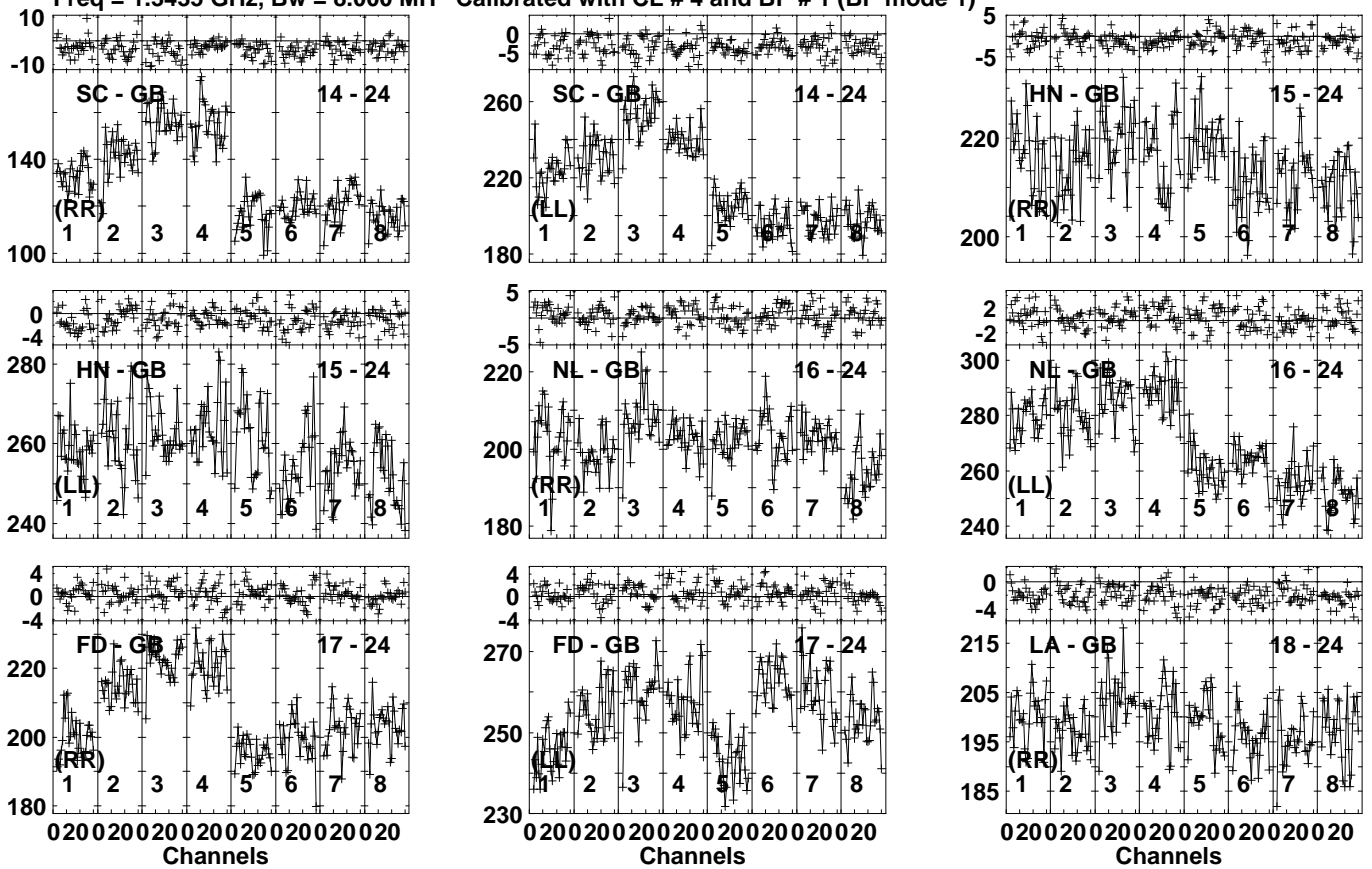 Freq = 1.5435 GHz, Bw = 8.000 MH Calibrated with CL # 4 and BP # 1 (BP mode 1)
10 0 -10
SC - GB 14 - 24
140
100
(RR)
1 2 3 4 5 6 7 8
0 -5
SC - GB 14 - 24
260
220
180
(LL)
1 2 3 4 5 6 7 8
5 -5
HN - GB 15 - 24
220
200
(RR)
1 2 3 4 5 6 7 8
0 -4
HN - GB 15 - 24
280
260
240
(LL)
1 2 3 4 5 6 7 8
5 -5
NL - GB 16 - 24
220
200
180
(RR)
1 2 3 4 5 6 7 8
2 -2
NL - GB 16 - 24
300
280
260
240
(LL)
1 2 3 4 5 6 7 8
4 0 -4
FD - GB 17 - 24
220
200
180
(RR)
1 2 3 4 5 6 7 8
0 20 0 20 0 20 0 20 0 20 0 20 0 20 0 20
Channels
4 0 -4
FD - GB 17 - 24
270
250
230
(LL)
1 2 3 4 5 6 7 8
0 20 0 20 0 20 0 20 0 20 0 20 0 20 0 20
Channels
0 -4
LA - GB 18 - 24
215
205
195
185
(RR)
1 2 3 4 5 6 7 8
0 20 0 20 0 20 0 20 0 20 0 20 0 20 0 20
Channels